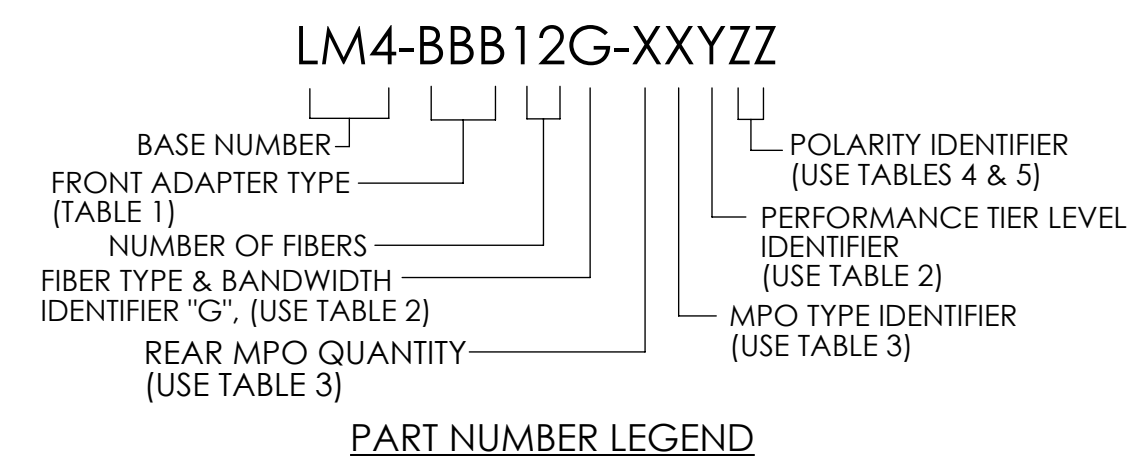 LM4-BBB12G-XXYZZ
BASE NUMBER
FRONT ADAPTER TYPE
(TABLE 1)
NUMBER OF FIBERS
FIBER TYPE & BANDWIDTH
IDENTIFIER "G", (USE TABLE 2)
REAR MPO QUANTITY
(USE TABLE 3)
POLARITY IDENTIFIER
(USE TABLES 4 & 5)
PERFORMANCE TIER LEVEL
IDENTIFIER
(USE TABLE 2)
MPO TYPE IDENTIFIER
(USE TABLE 3)
PART NUMBER LEGEND